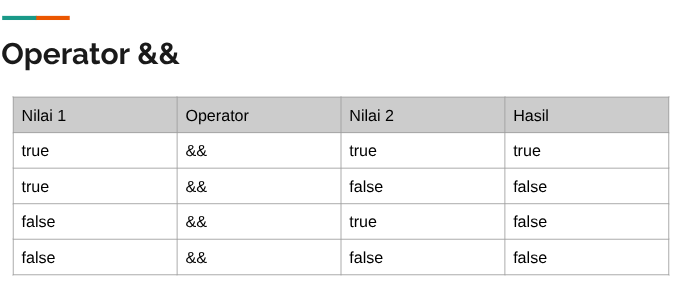 Operator &&
Nilai 1 Operator Nilai 2 Hasil
true && true true
true && false false
false && true false
false && false false